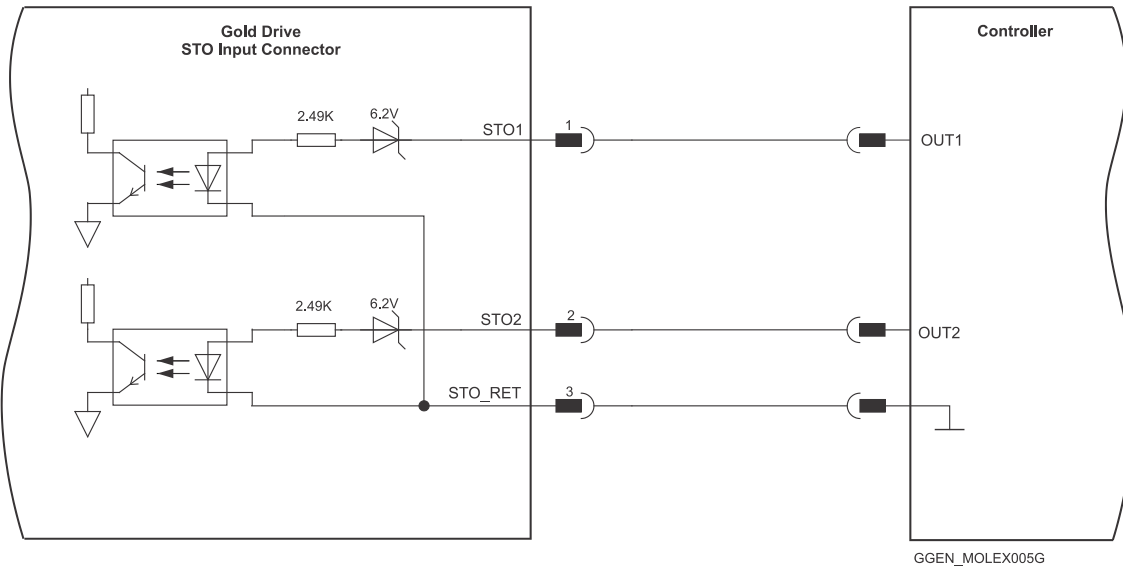 Gold Drive
STO Input Connector
Controller
2.49K
6.2V
STO1
1
OUT1
2.49K
6.2V
STO2
2
OUT2
STO_RET
3
GGEN_MOLEX005G